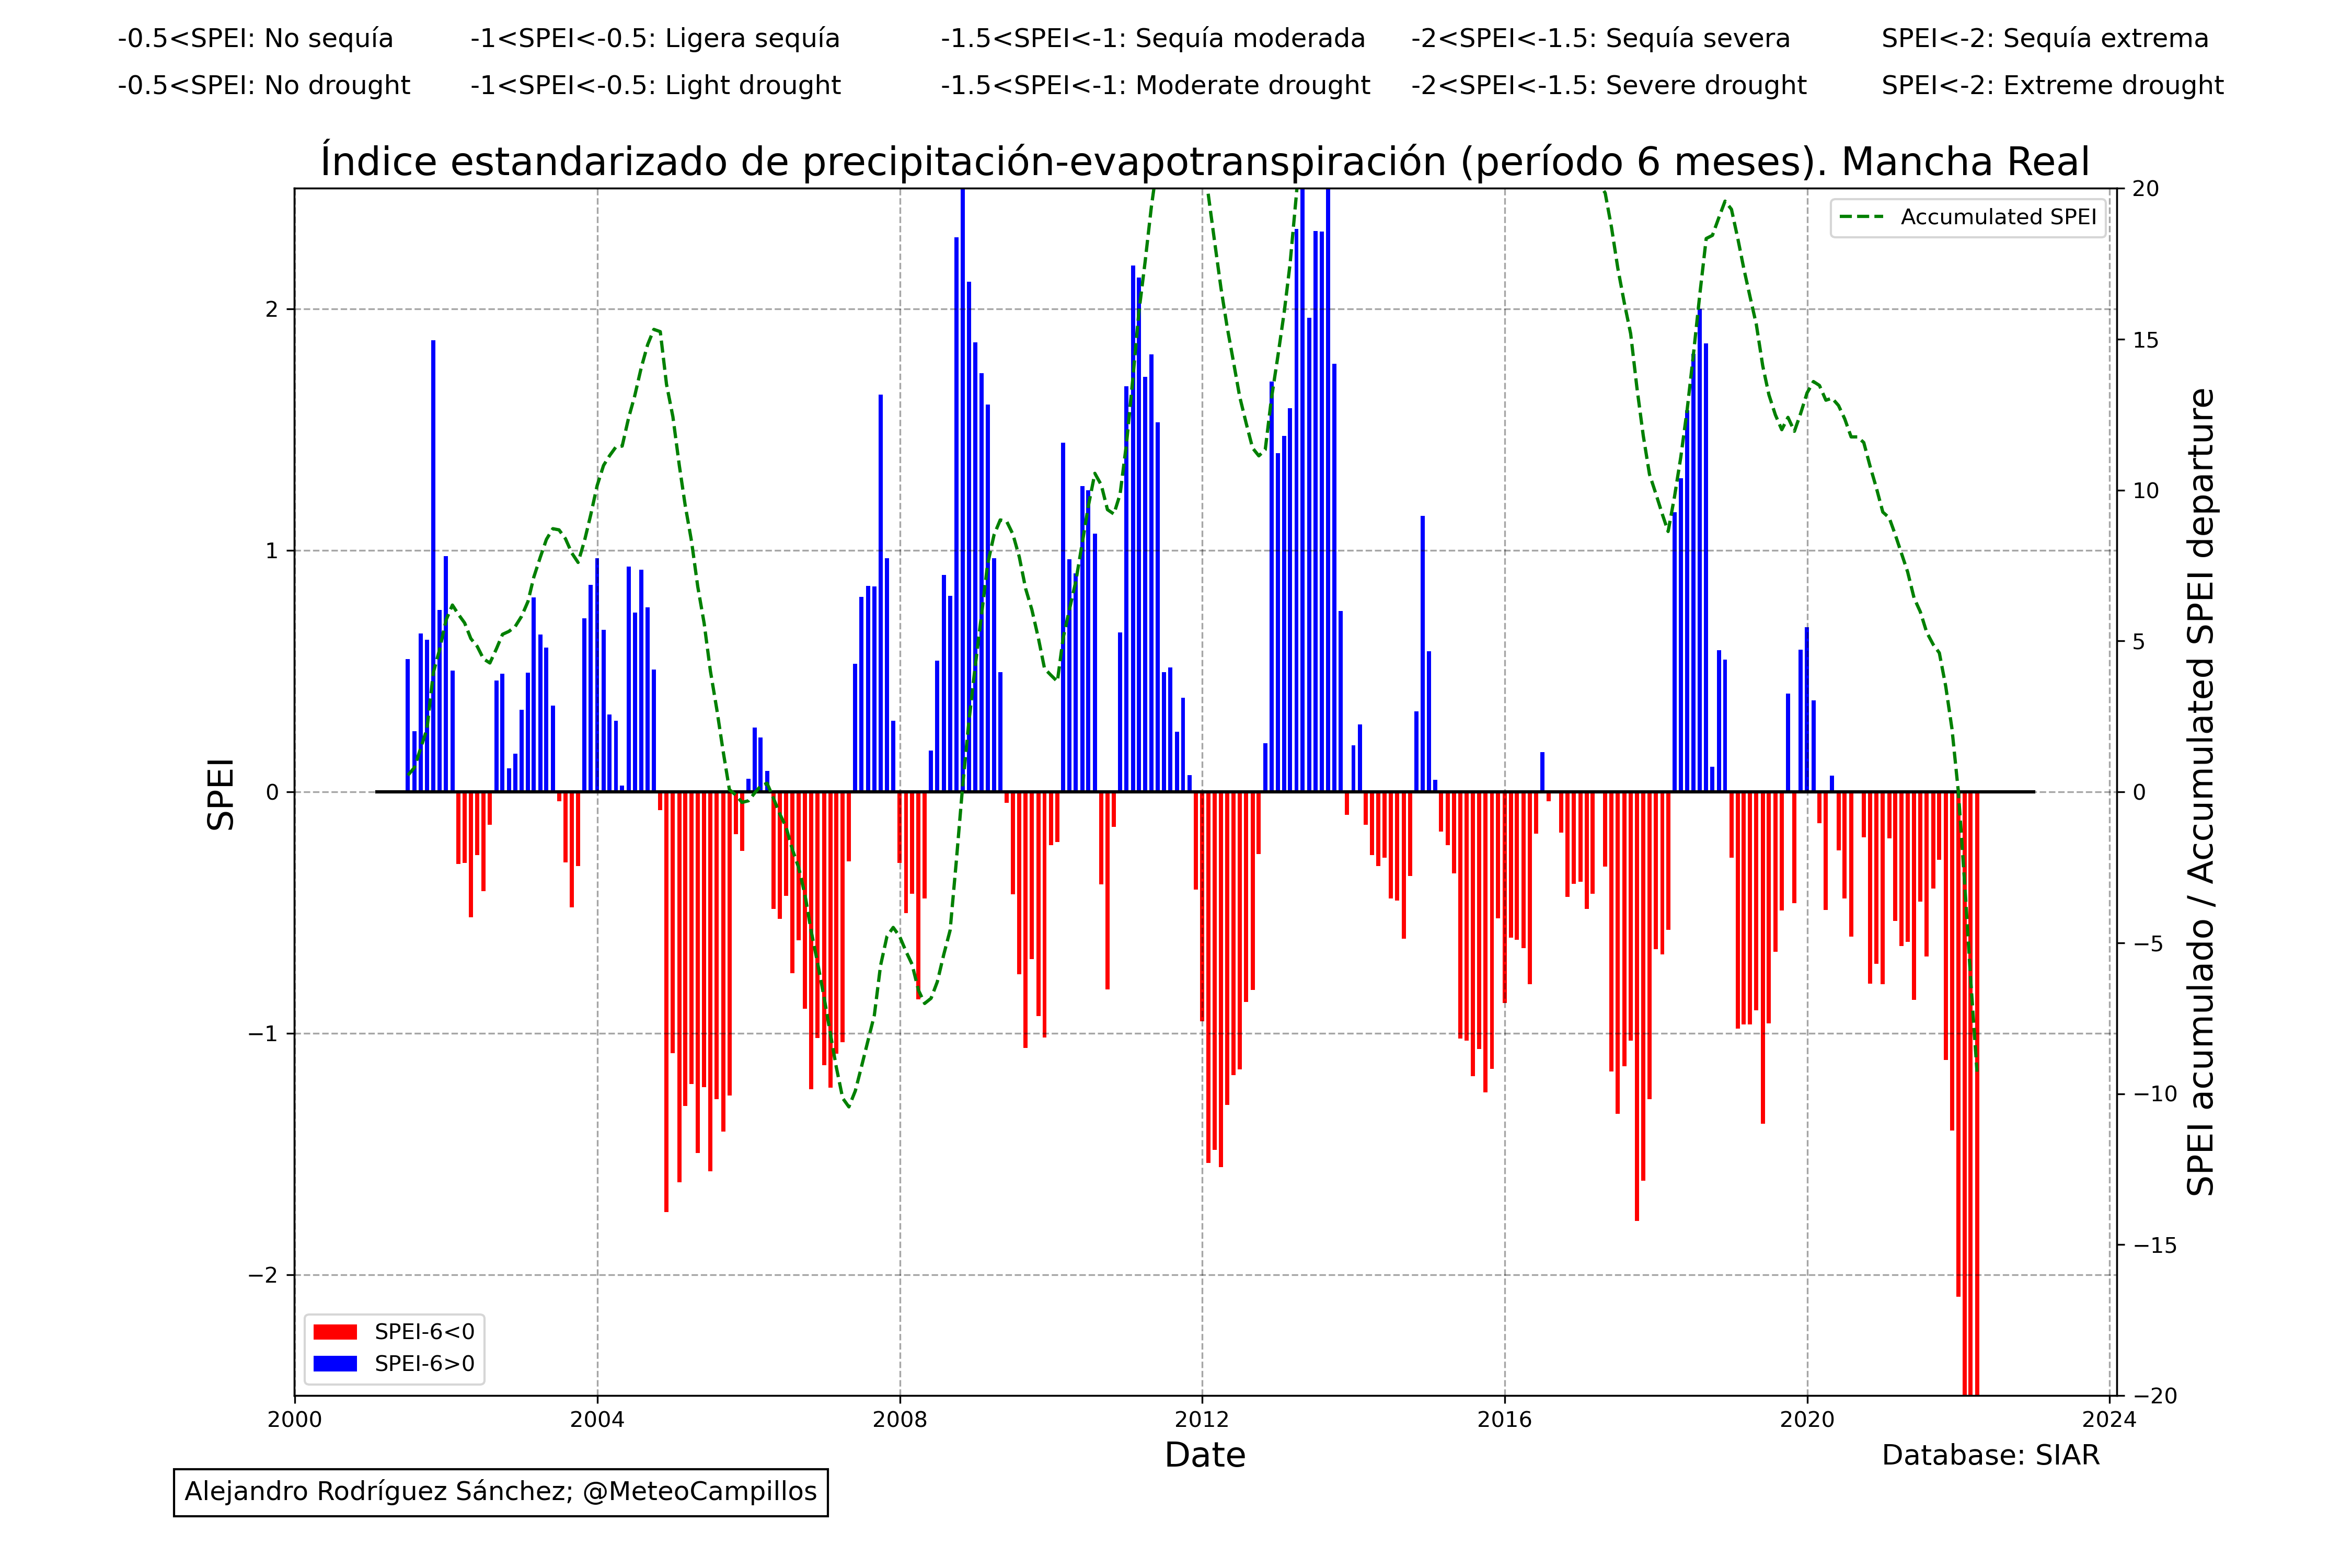 -0.5<SPEI: No sequía -1<SPEI<-0.5: Ligera sequía -1.5<SPEI<-1: Sequía moderada -2<SPEI<-1.5: Sequía severa SPEI<-2: Sequía extrema
-0.5<SPEI: No drought -1<SPEI<-0.5: Light drought -1.5<SPEI<-1: Moderate drought -2<SPEI<-1.5: Severe drought SPEI<-2: Extreme drought
Índice estandarizado de precipitación-evapotranspiración (período 6 meses). Mancha Real
Accumulated SPEI
SPEI
2
1
0
−1
−2
20
15
10
5
0
−5
−10
−15
−20
SPEI acumulado / Accumulated SPEI departure
SPEI-6<0
SPEI-6>0
2000 2004 2008 2012 2016 2020 2024
Date
Database: SIAR
Alejandro Rodríguez Sánchez; @MeteoCampillos